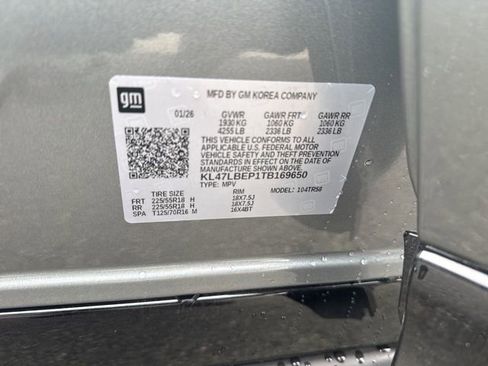 gm
MFD BY GM KOREA COMPANY
01/26 GVWR GAWR FRT GAWR RR
1930 KG 1060 KG 1060 KG
4255 LB 2336 LB 2336 LB
THIS VEHICLE CONFORMS TO ALL
APPLICABLE U.S. FEDERAL MOTOR
VEHICLE SAFETY AND THEFT PREVENTION
STANDARDS IN EFFECT ON THE DATE OF
MANUFACTURE SHOWN ABOVE.
KL47LBEP1TB169650
TYPE: MPV MODEL: 104TR58
TIRE SIZE RIM
FRT 225/55R18 H 18X7.5J
RR 225/55R18 H 18X7.5J
SPA T125/70R16 M 16X4BT